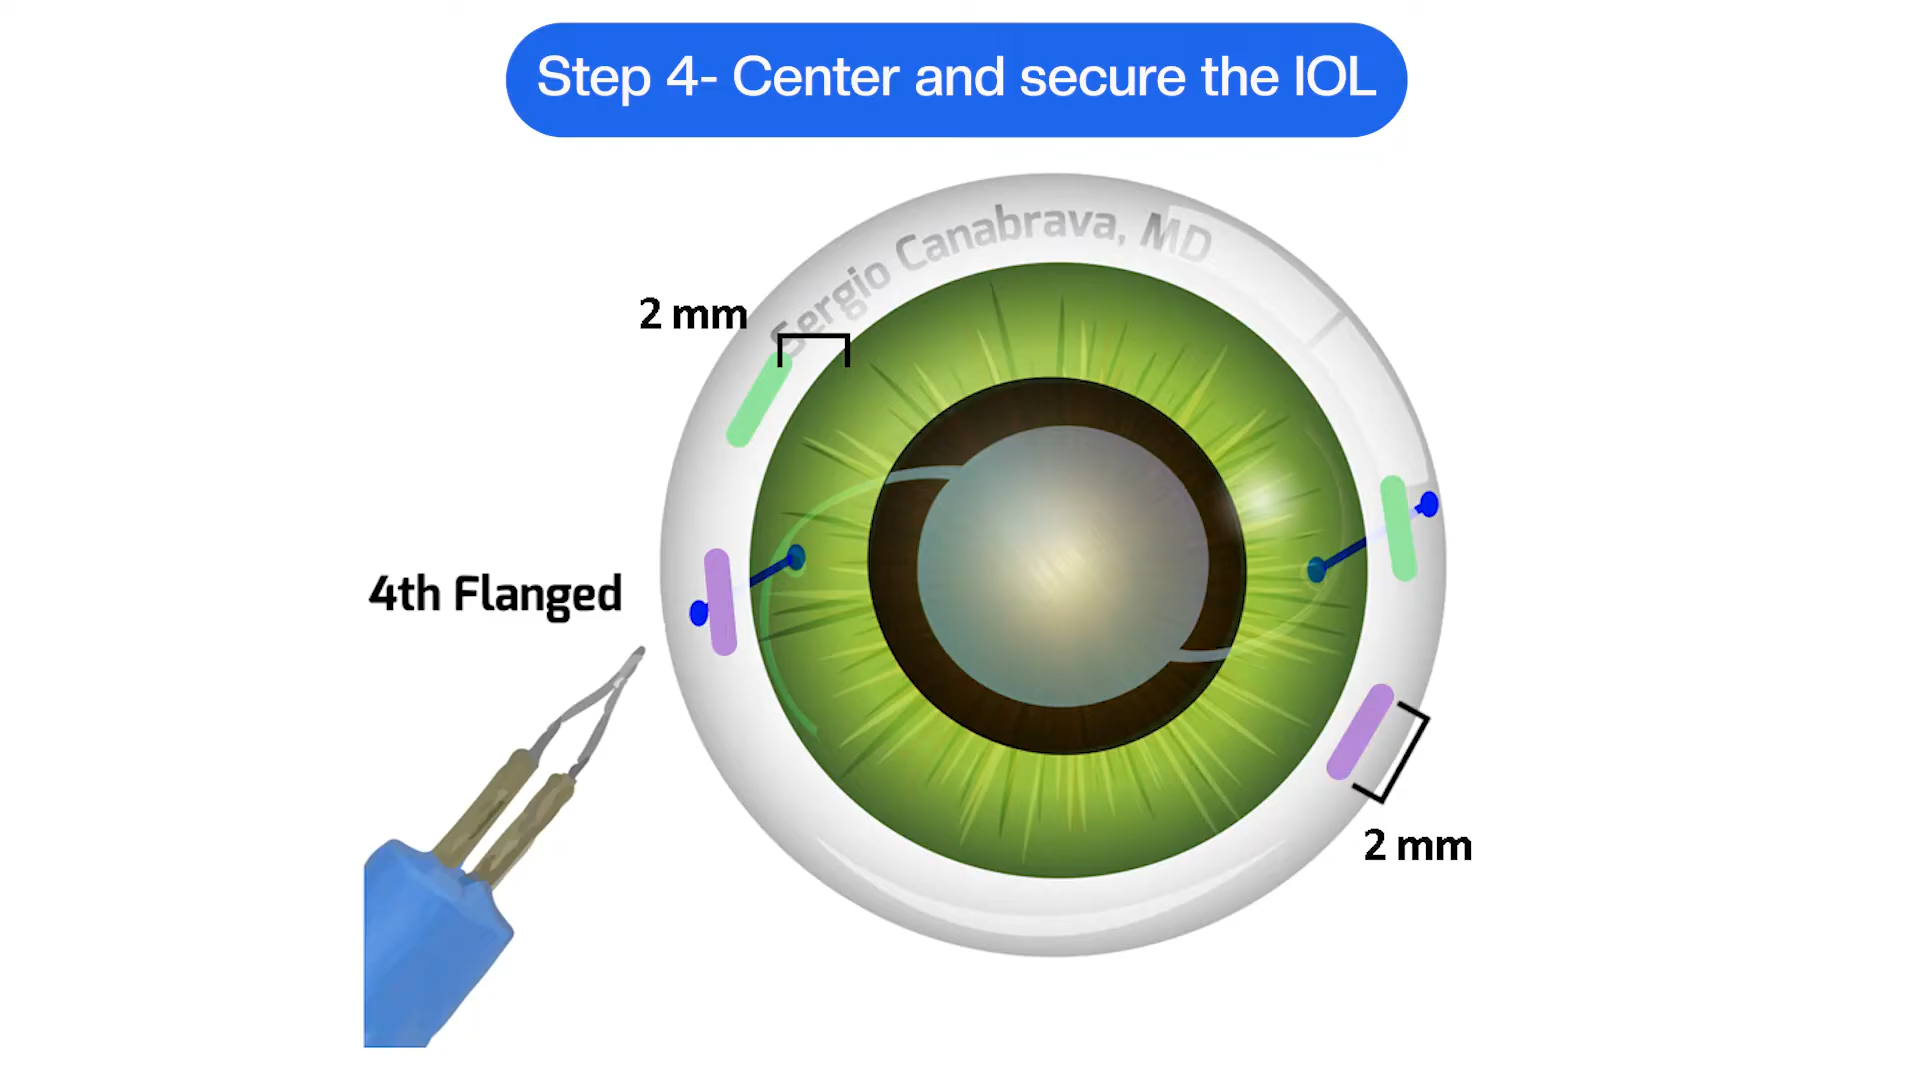 Step 4- Center and secure the IOL
Sergio Canabrava, MD
2 mm
4th Flanged
2 mm